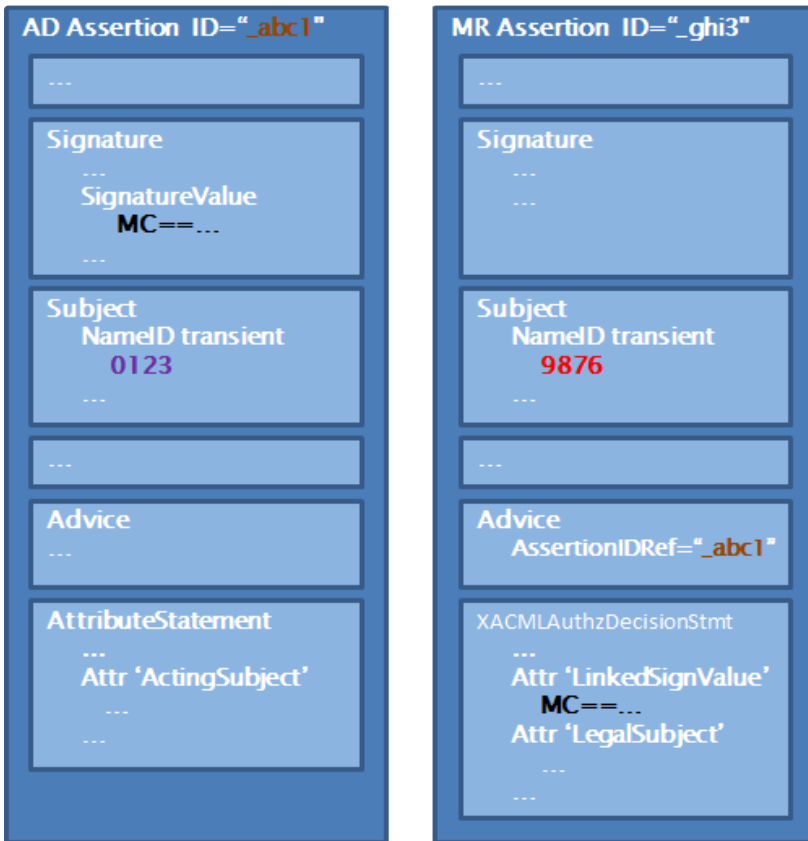 AD Assertion ID=“_abc1"
...
Signature
...
SignatureValue
MC==...
...
Subject
NameID transient
0123
...
...
Advice
...
AttributeStatement
...
Attr ‘ActingSubject’
...
...
MR Assertion ID=“_ghi3"
...
Signature
...
...
Subject
NameID transient
9876
...
...
Advice
AssertionIDRef=“_abc1"
XACMLAuthzDecisionStmt
...
Attr ‘LinkedSignValue’
MC==...
Attr ‘LegalSubject’
...
...